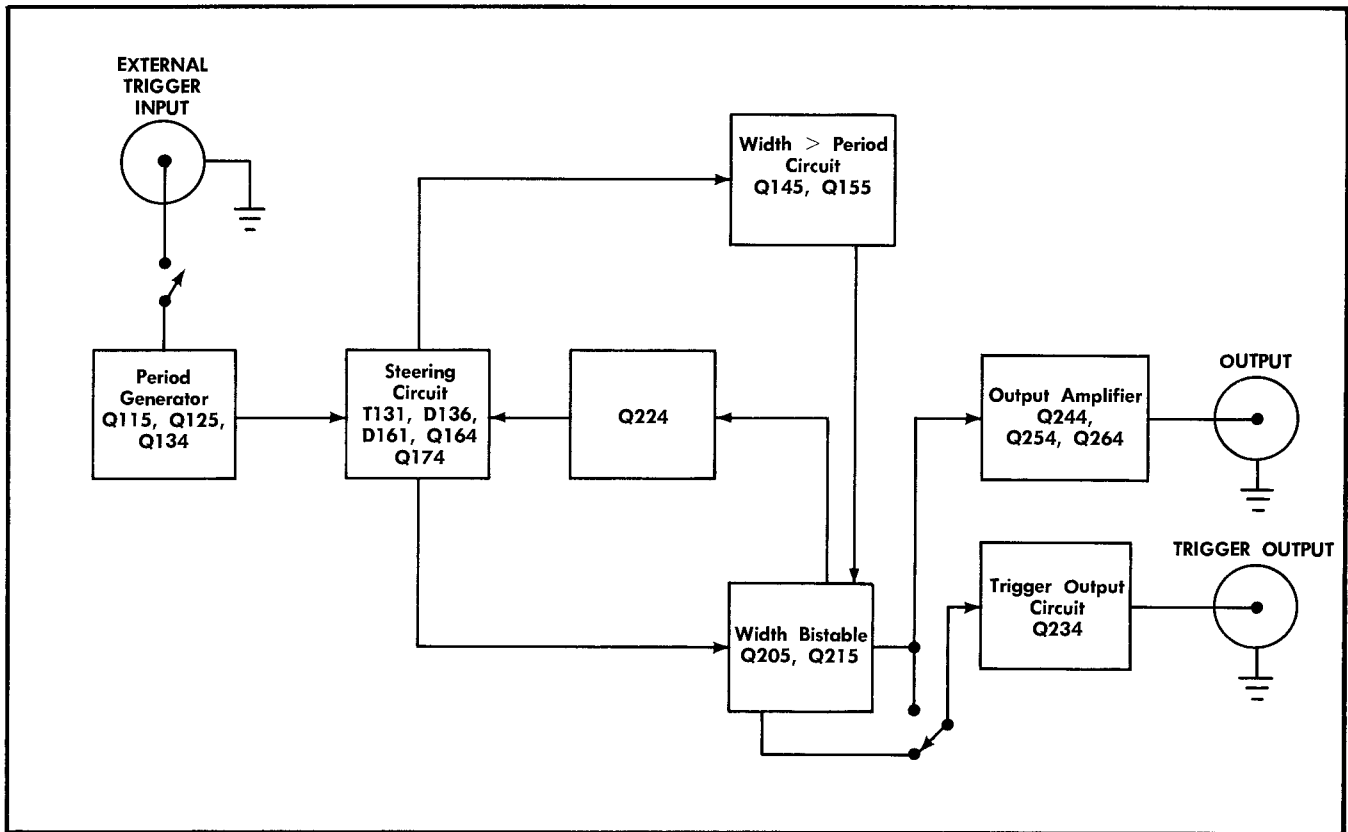 EXTERNAL
TRIGGER
INPUT
Width > Period
Circuit
Q145, Q155
Period
Generator
Q115, Q125,
Q134
Steering
Circuit
T131, D136,
D161, Q164
Q174
Q224
Output Amplifier
Q244,
Q254, Q264
OUTPUT
Width Bistable
Q205, Q215
Trigger Output
Circuit
Q234
TRIGGER OUTPUT